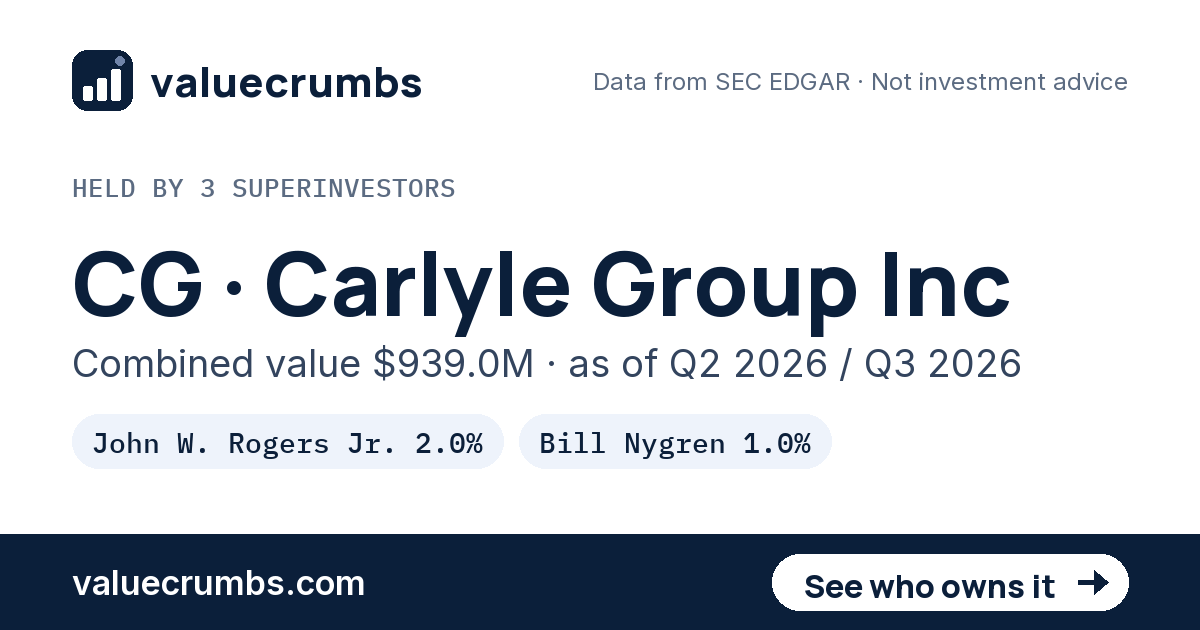 valuecrumbs
Data from SEC EDGAR · Not investment advice
HELD BY 3 SUPERINVESTORS
CG · Carlyle Group Inc
Combined value $939.0M · as of Q2 2026 / Q3 2026
John W. Rogers Jr. 2.0%
Bill Nygren 1.0%
valuecrumbs.com
See who owns it →